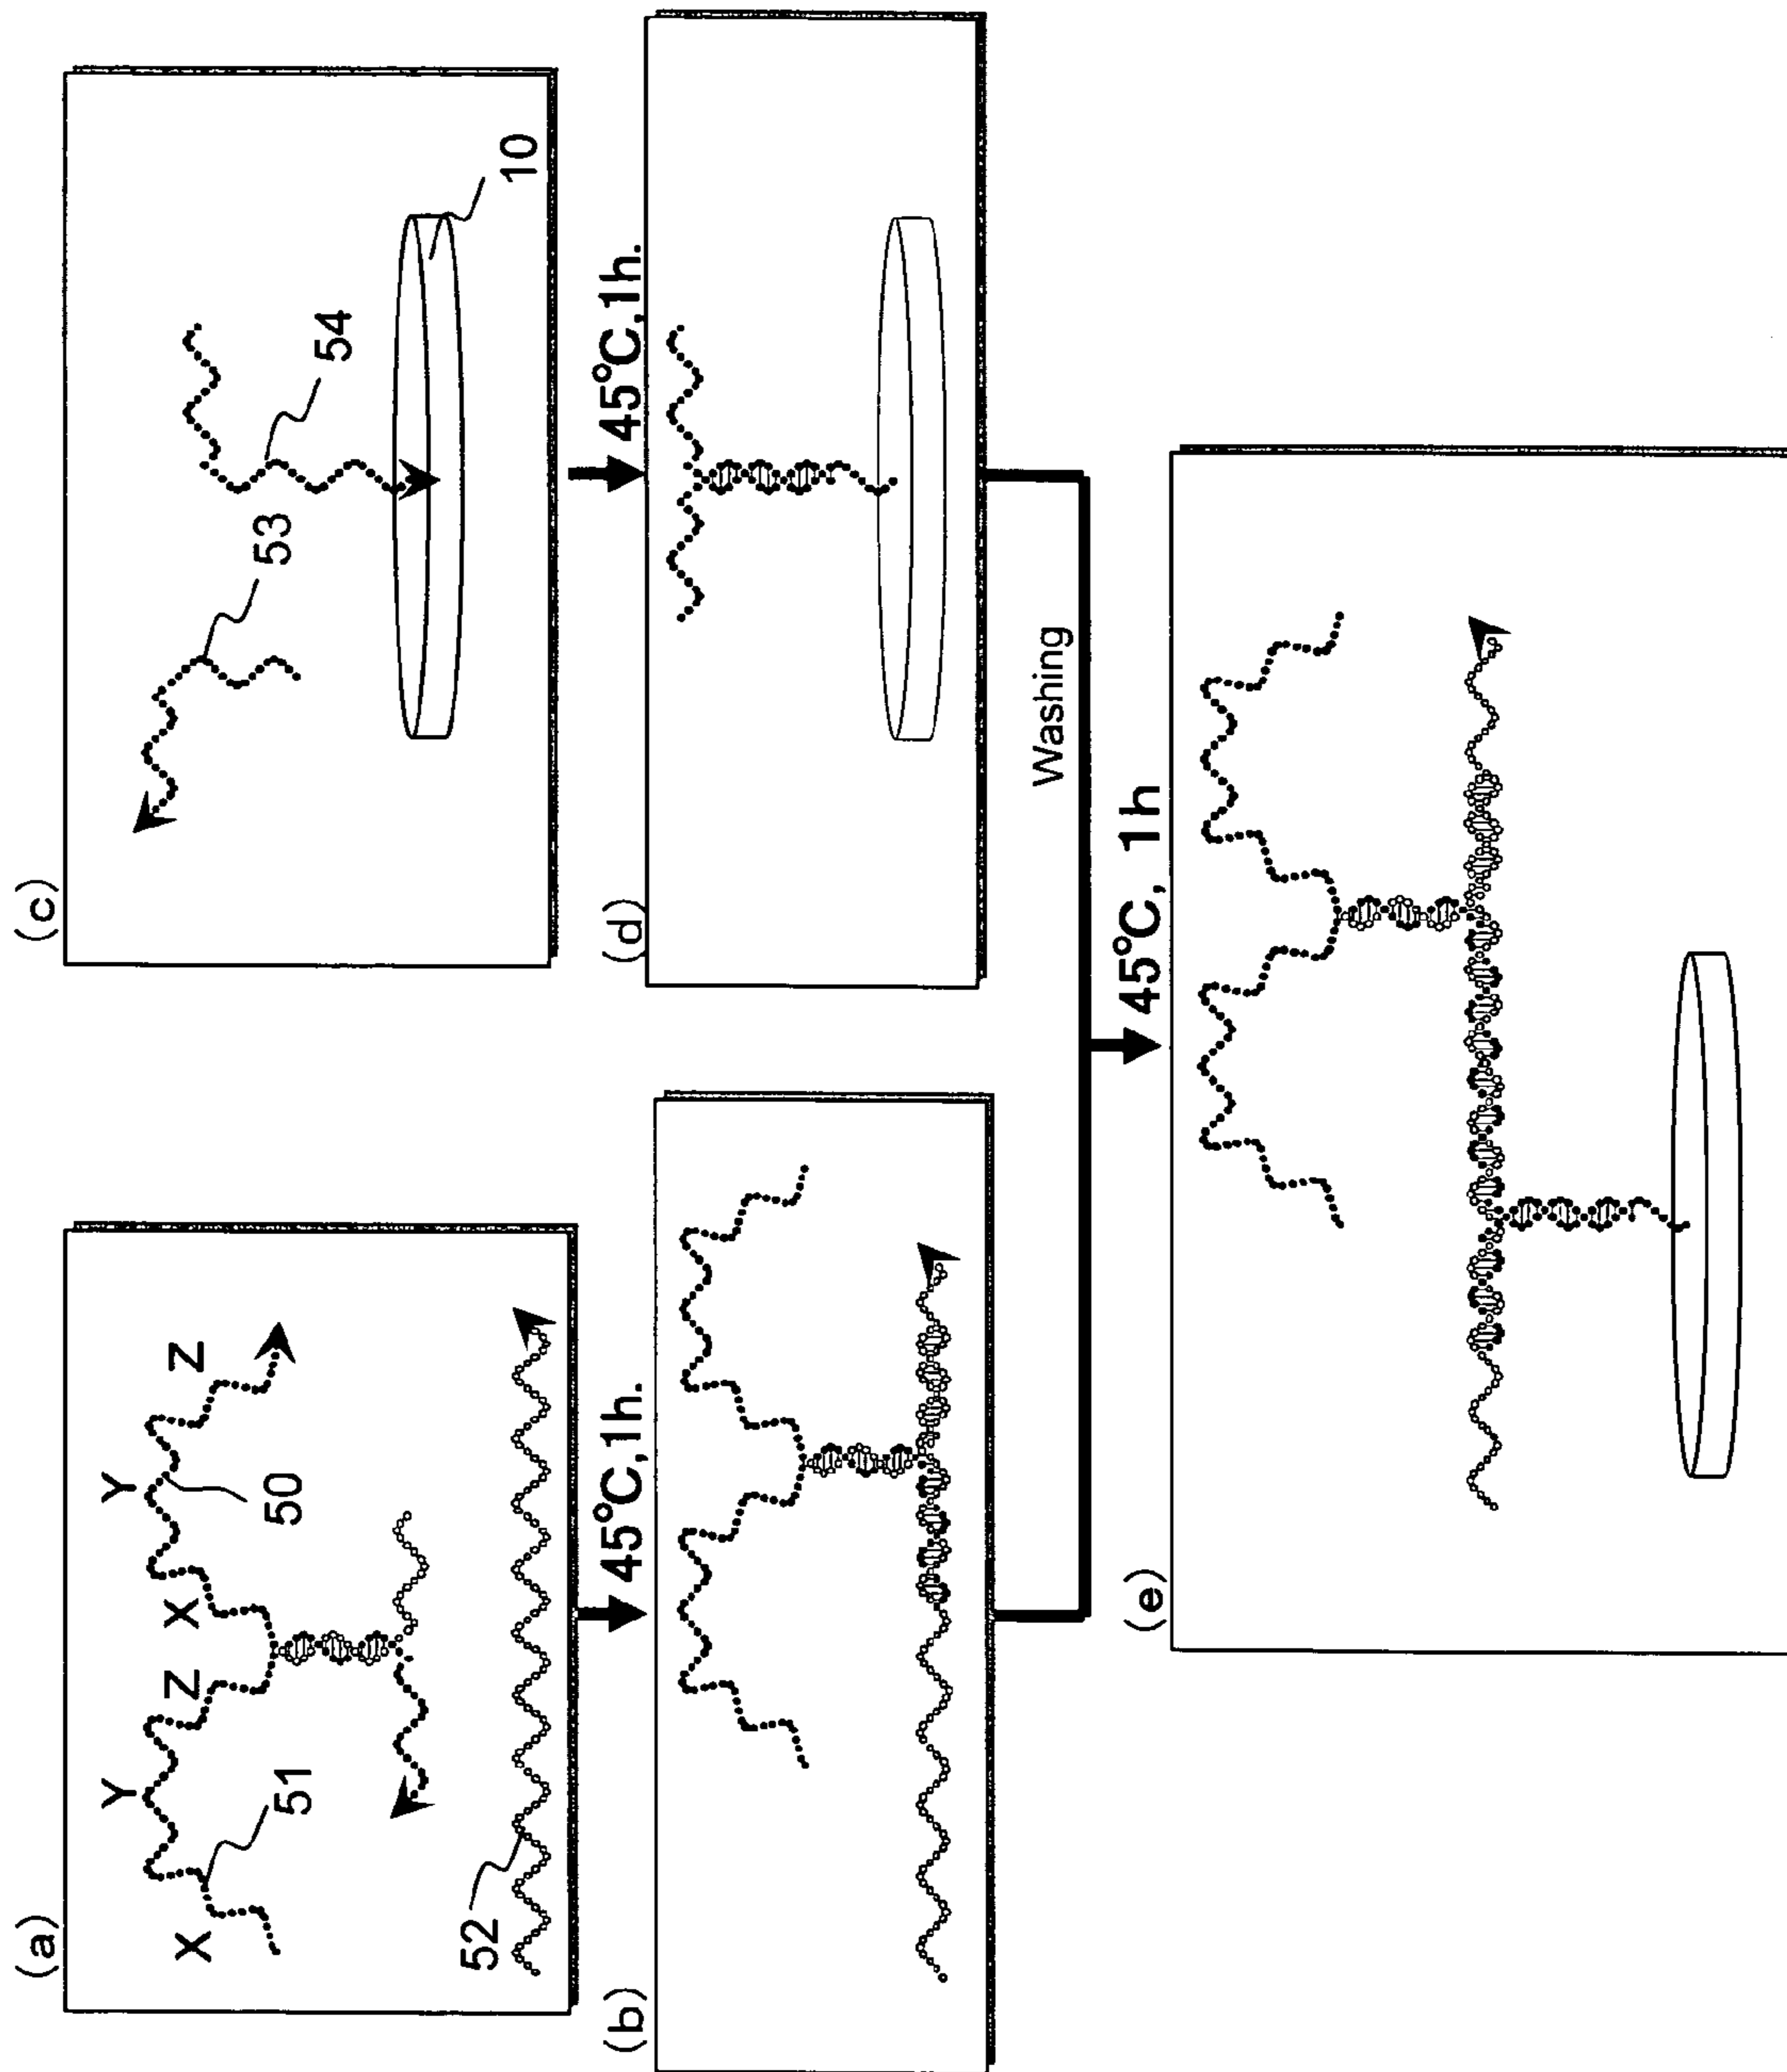 (a)
X
Y
Z
X
Y
Z
50
51
52
45°C,1h.
(b)
(c)
53
54
10
45°C,1h.
(d)
Washing
45°C, 1h
(e)